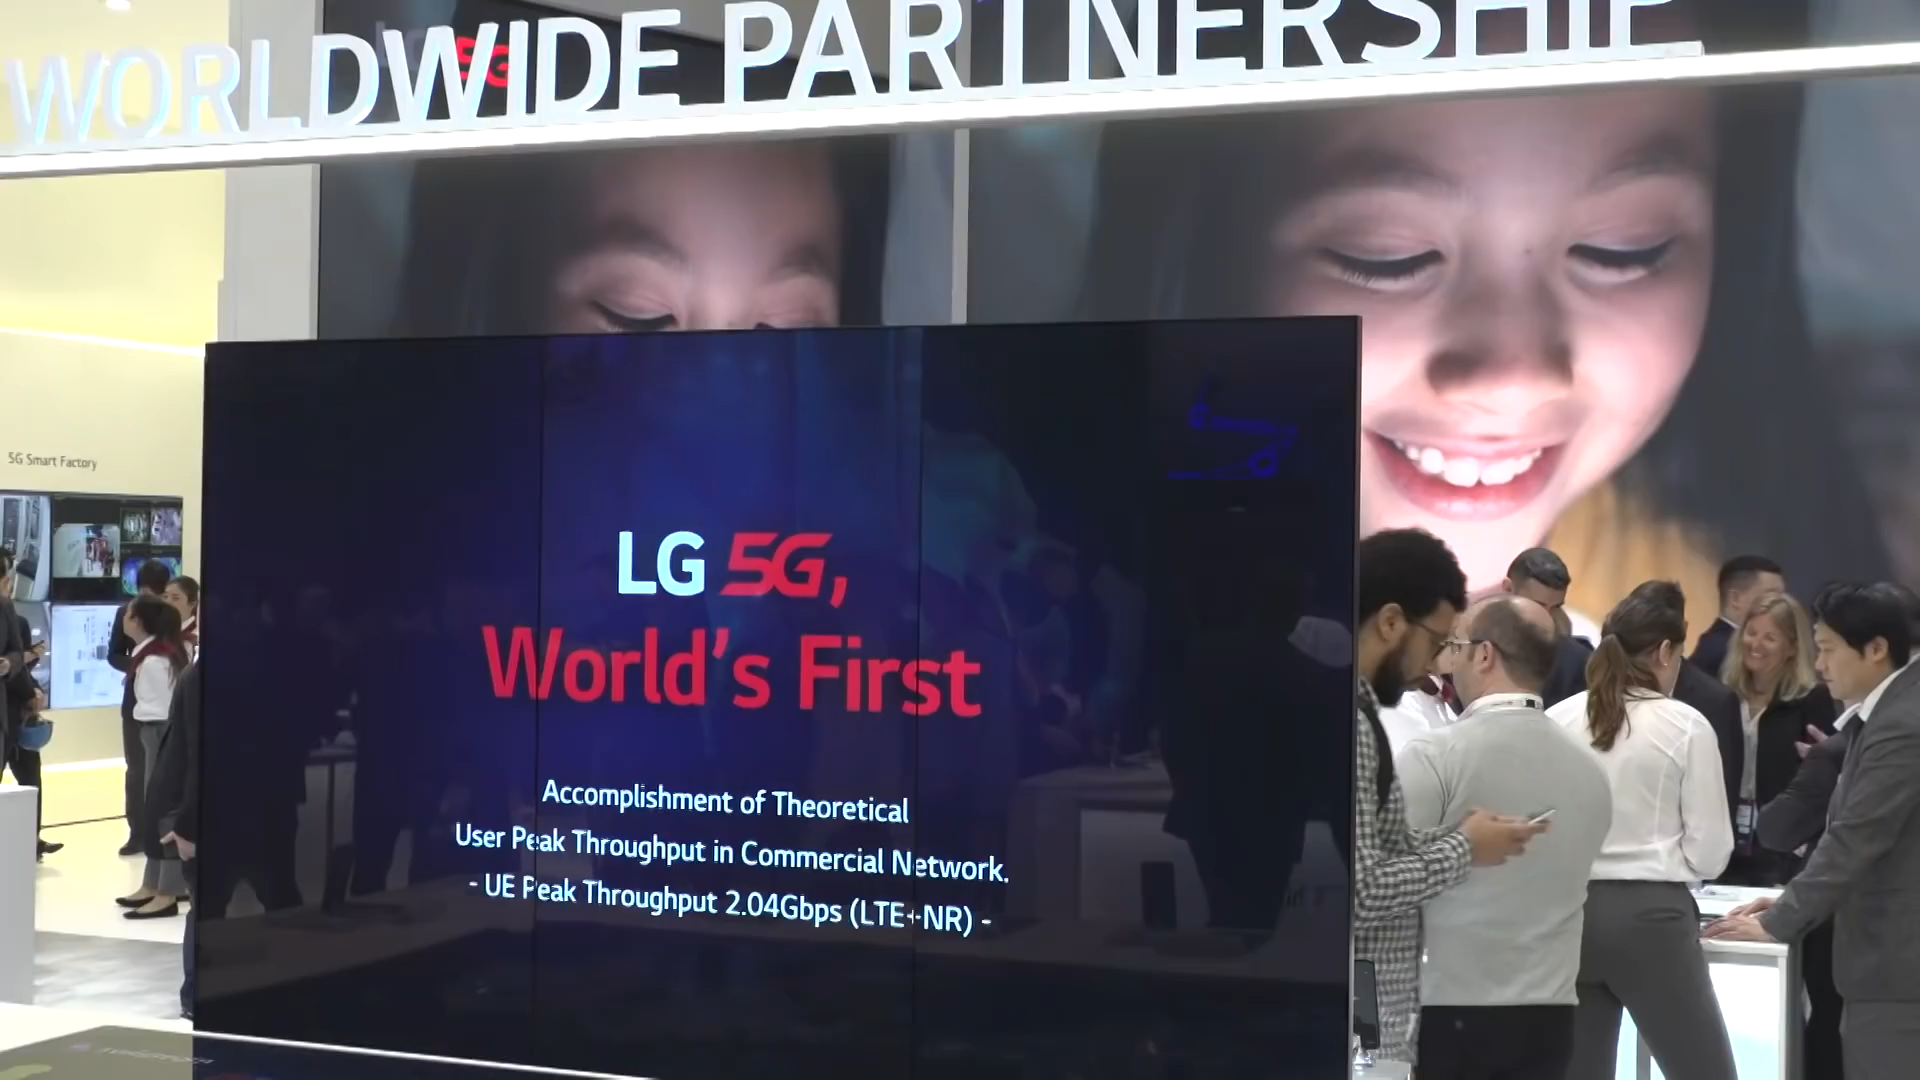 WORLDWIDE PARTNERSHIP
5G
5G Smart Factory
LG 5G,
World's First
Accomplishment of Theoretical
User Peak Throughput in Commercial Network.
- UE Peak Throughput 2.04Gbps (LTE+NR) -